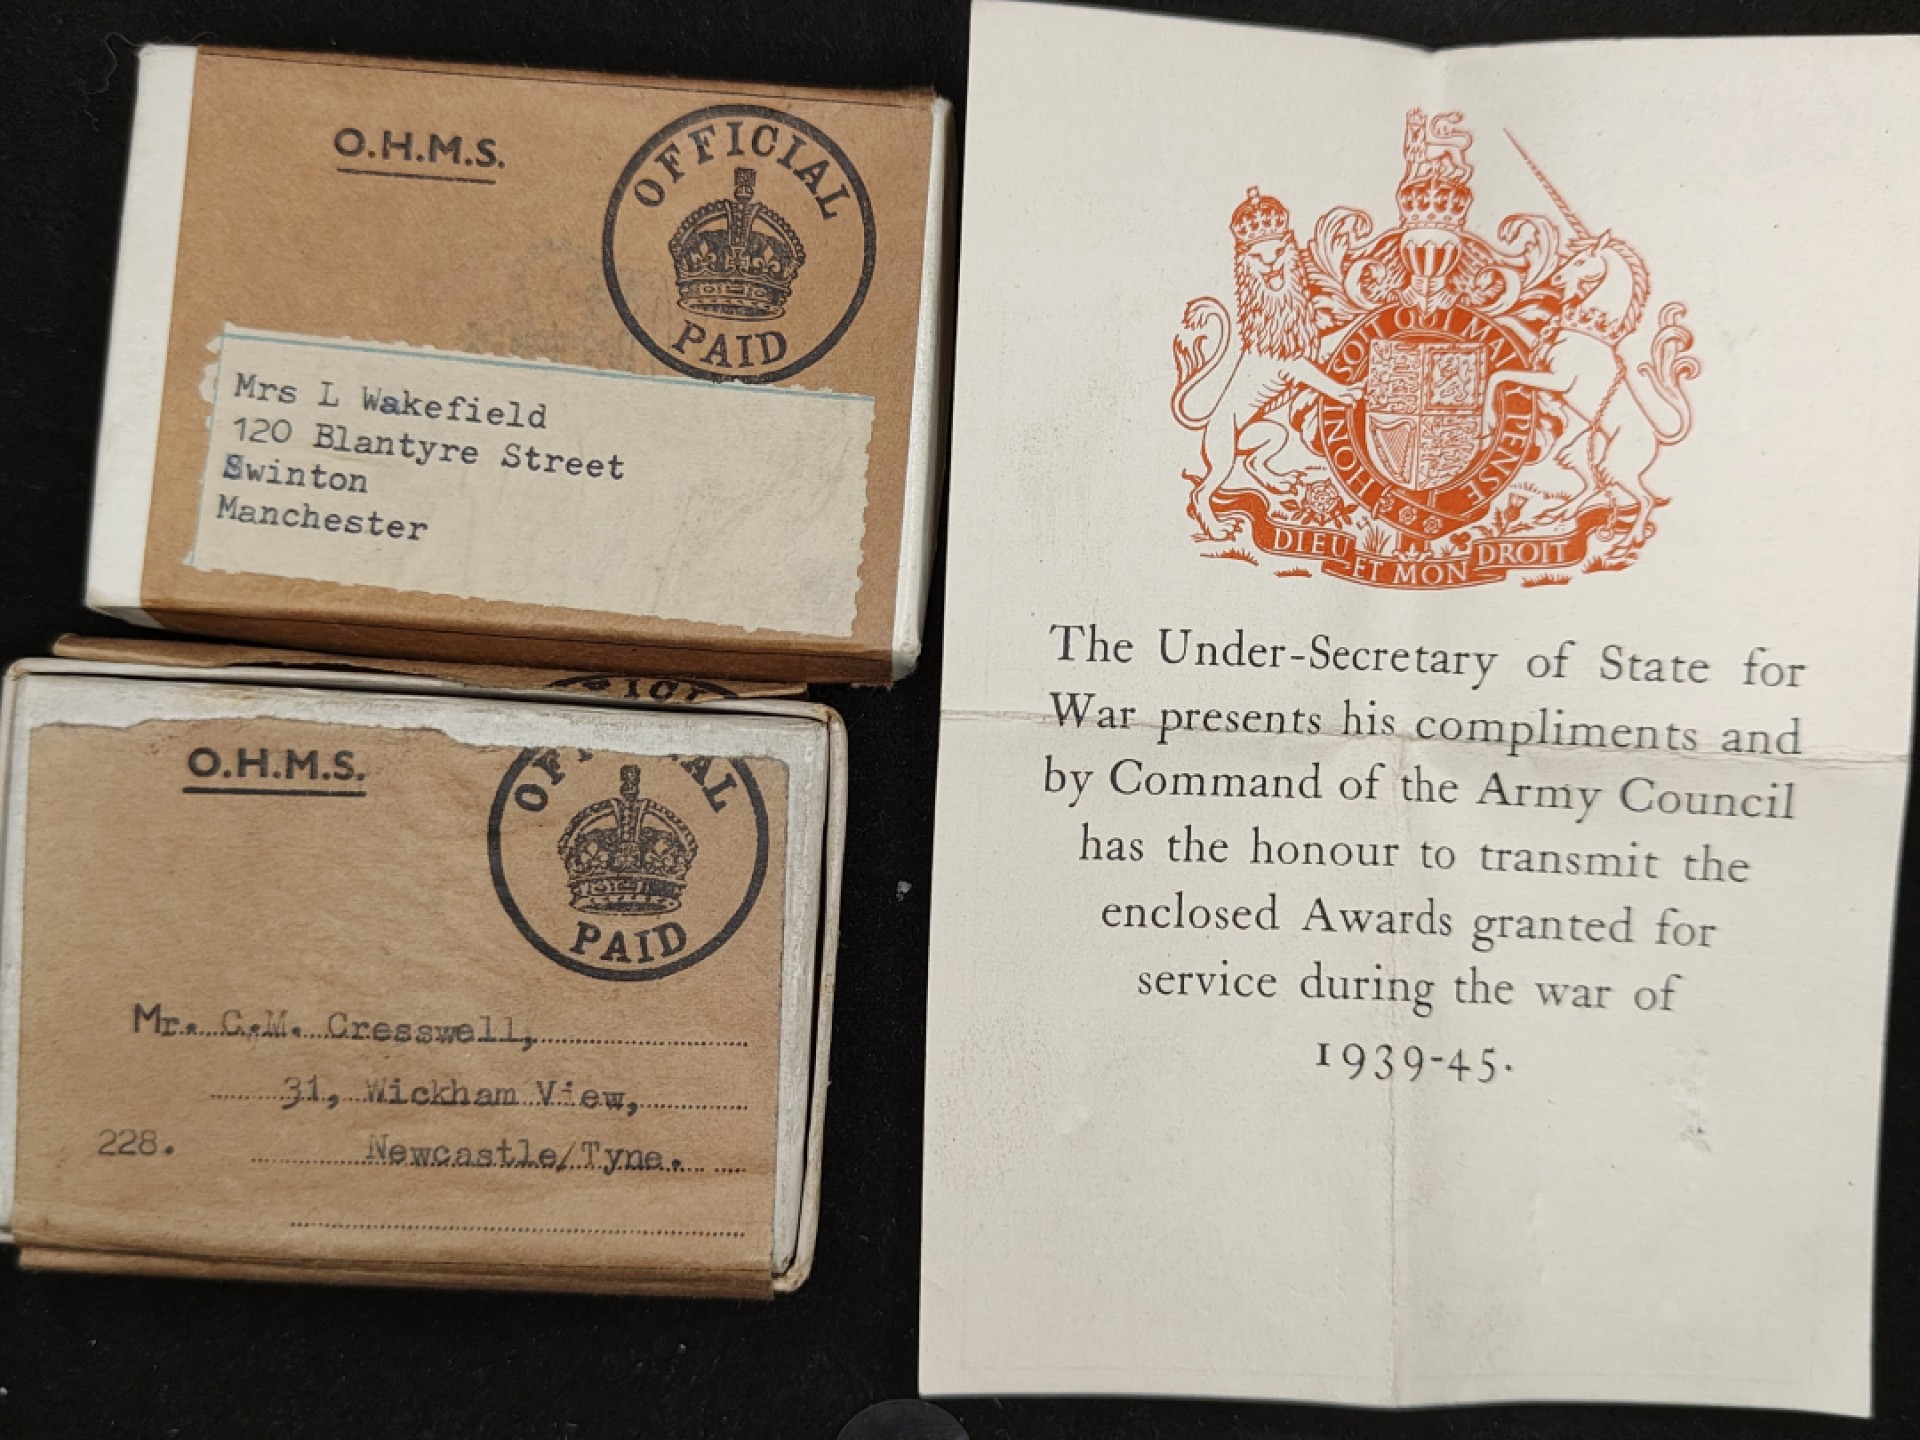 O.H.M.S.
OFFICIAL
PAID
Mrs L Wakefield
120 Blantyre Street
Swinton
Manchester
O.H.M.S.
OFFICIAL
PAID
Mr. C.M. Cresswell,
31, Wickham View,
228. Newcastle/Tyne.
HONI SOIT QUI MAL Y PENSE
DIEU ET MON DROIT
The Under-Secretary of State for
War presents his compliments and
by Command of the Army Council
has the honour to transmit the
enclosed Awards granted for
service during the war of
1939-45.